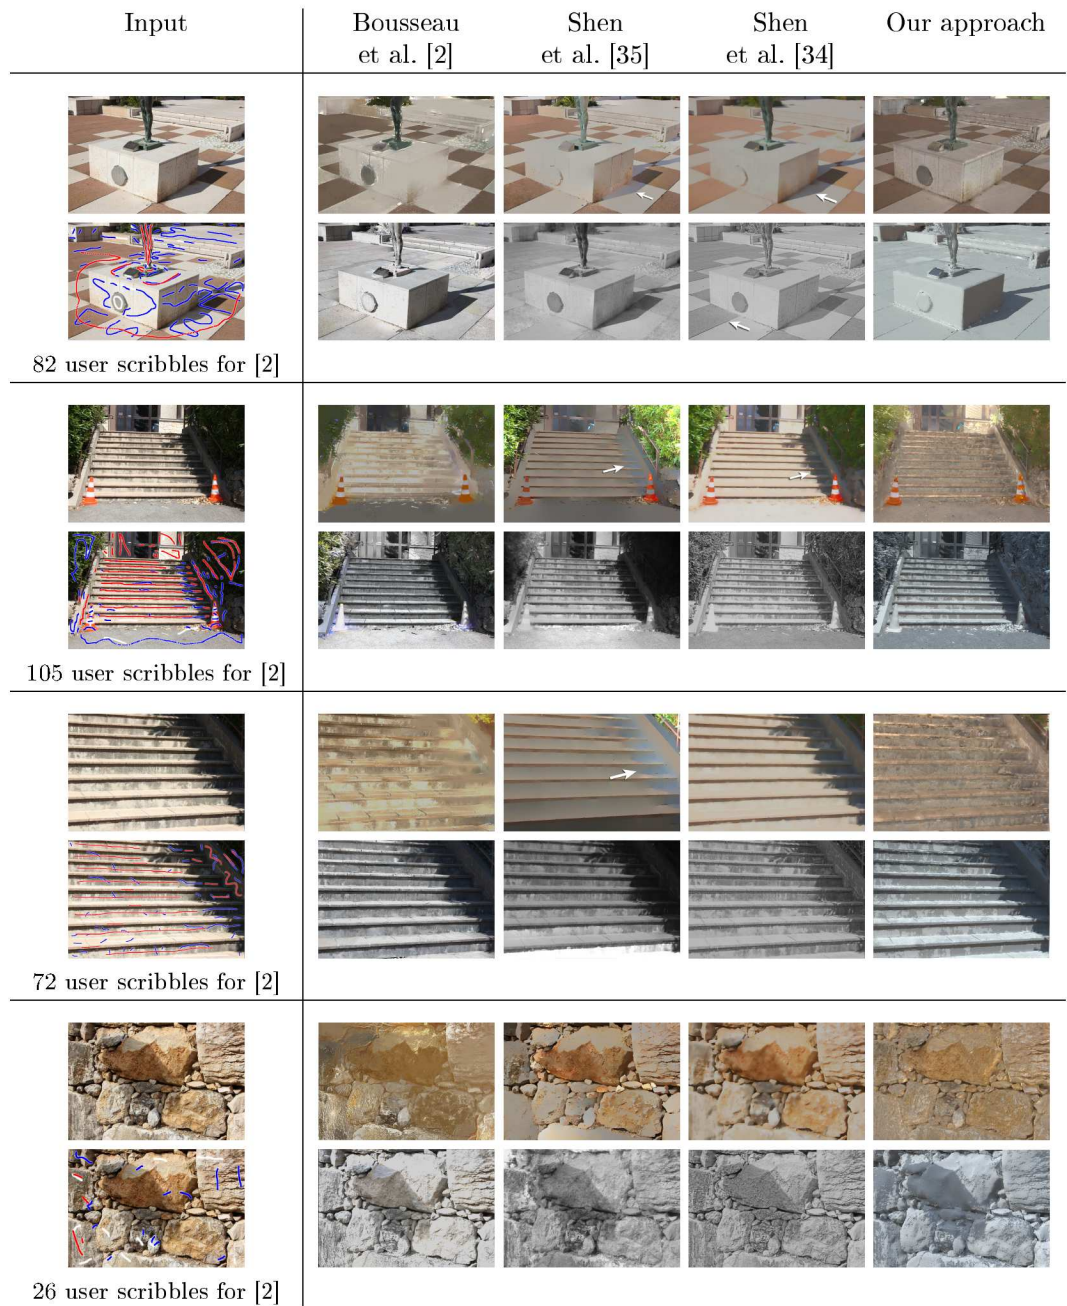 Input
Bousseau
et al. [2]
Shen
et al. [35]
Shen
et al. [34]
Our approach
82 user scribbles for [2]
105 user scribbles for [2]
72 user scribbles for [2]
26 user scribbles for [2]